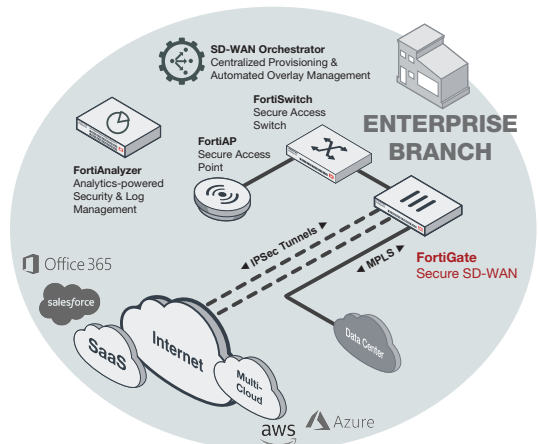 SD-WAN Orchestrator
Centralized Provisioning &
Automated Overlay Management
FortiSwitch
Secure Access
Switch
ENTERPRISE
BRANCH
FortiAP
Secure Access
Point
FortiAnalyzer
Analytics-powered
Security & Log
Management
IPSec Tunnels
MPLS
FortiGate
Secure SD-WAN
Office 365
salesforce
SaaS
Internet
Multi-
Cloud
Data Center
aws
Azure